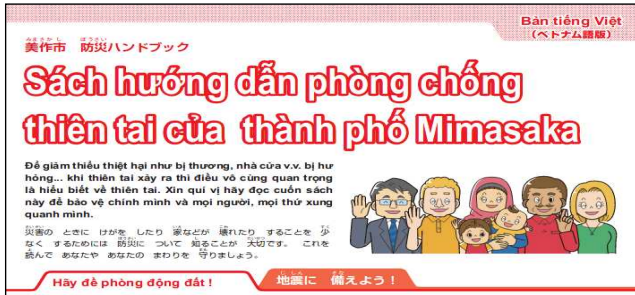 Bản tiếng Việt
(ベトナム語版)
美作市 防災ハンドブック
Sách hướng dẫn phòng chống
thiên tai của thành phố Mimasaka
Để giảm thiểu thiệt hại như bị thương, nhà cửa v.v. bị hư
hỏng... khi thiên tai xảy ra thì điều vô cùng quan trọng
là hiểu biết về thiên tai. Xin quí vị hãy đọc cuốn sách
này để bảo vệ chính mình và mọi người, mọi thứ xung
quanh mình.
災害の ときに けがを したり 家などが 壊れたり することを 少
なく するためには 防災に ついて 知ることが 大切です。 これを
読んで あなたや あなたの まわりを 守りましょう。
Hãy đề phòng động đất!
地震に 備えよう!